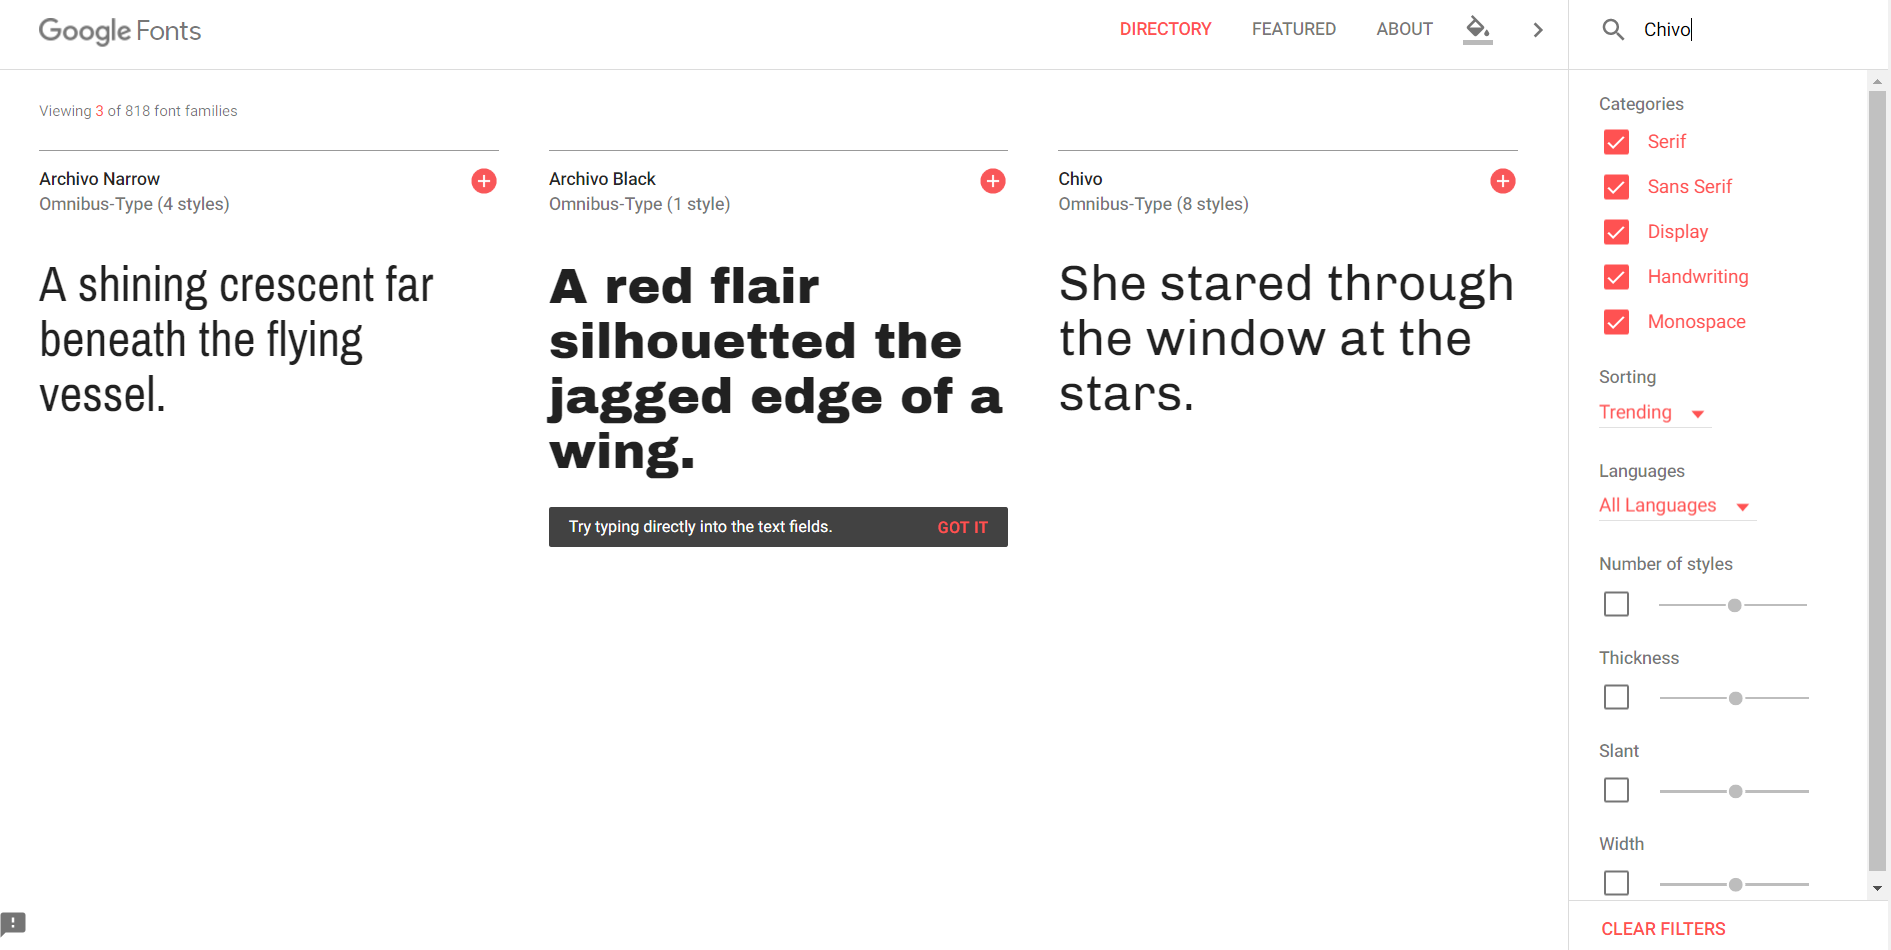 Google Fonts
DIRECTORY
FEATURED
ABOUT
Chivo
Viewing 3 of 818 font families
Archivo Narrow
Omnibus-Type (4 styles)
A shining crescent far
beneath the flying
vessel.
Archivo Black
Omnibus-Type (1 style)
A red flair
silhouetted the
jagged edge of a
wing.
Try typing directly into the text fields.
GOT IT
Chivo
Omnibus-Type (8 styles)
She stared through
the window at the
stars.
Categories
Serif
Sans Serif
Display
Handwriting
Monospace
Sorting
Trending
Languages
All Languages
Number of styles
Thickness
Slant
Width
CLEAR FILTERS